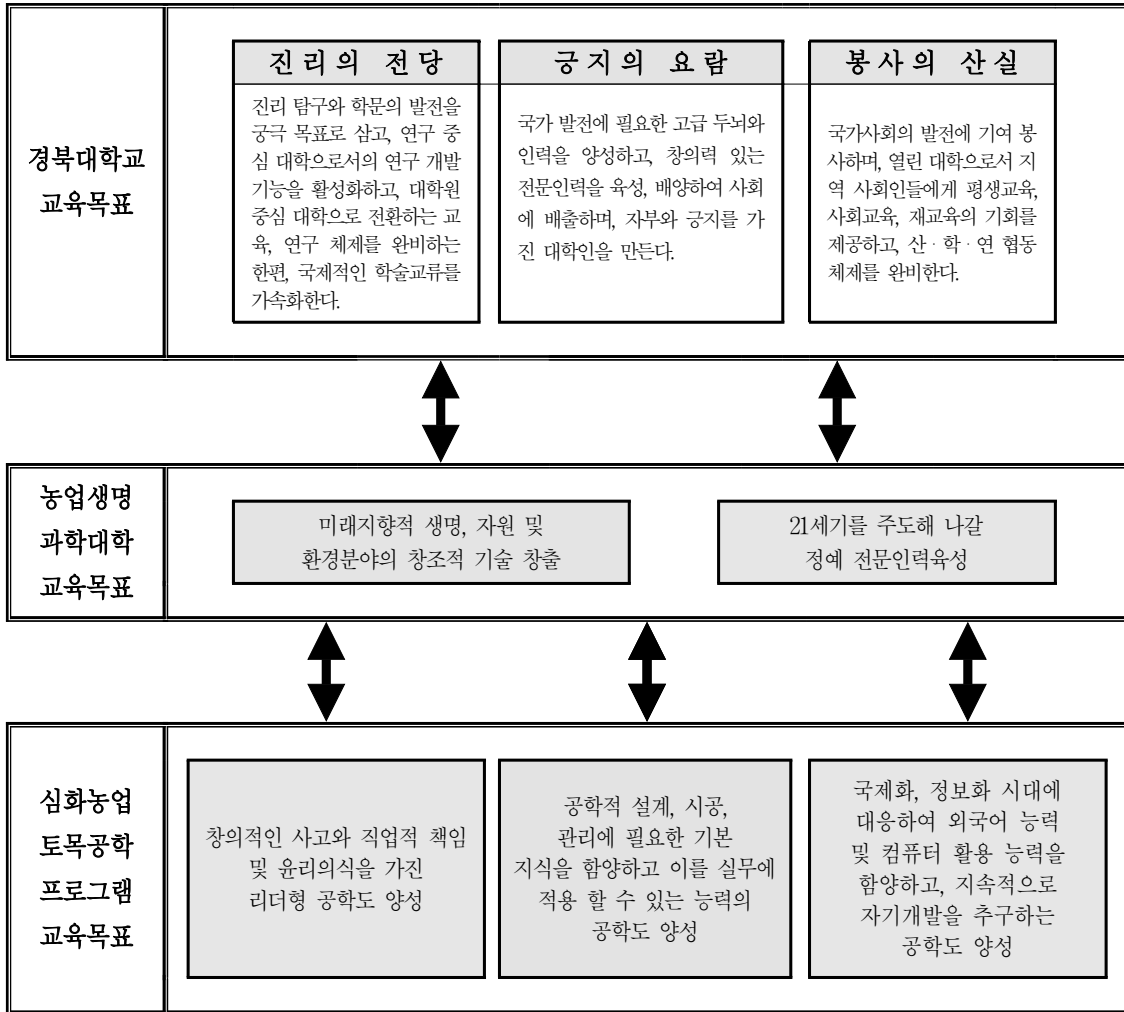 경북대학교
교육목표
진리의 전당
진리 탐구와 학문의 발전을
궁극 목표로 삼고, 연구 중
심 대학으로서의 연구 개발
기능을 활성화하고, 대학원
중심 대학으로 전환하는 교
육, 연구 체제를 완비하는
한편, 국제적인 학술교류를
가속화한다.
긍지의 요람
국가 발전에 필요한 고급 두뇌와
인력을 양성하고, 창의력 있는
전문인력을 육성, 배양하여 사회
에 배출하며, 자부와 긍지를 가
진 대학인을 만든다.
봉사의 산실
국가사회의 발전에 기여 봉
사하며, 열린 대학으로서 지
역 사회인들에게 평생교육,
사회교육, 재교육의 기회를
제공하고, 산·학·연 협동
체제를 완비한다.
농업생명
과학대학
교육목표
미래지향적 생명, 자원 및
환경분야의 창조적 기술 창출
21세기를 주도해 나갈
정예 전문인력육성
심화농업
토목공학
프로그램
교육목표
창의적인 사고와 직업적 책임
및 윤리의식을 가진
리더형 공학도 양성
공학적 설계, 시공,
관리에 필요한 기본
지식을 함양하고 이를 실무에
적용 할 수 있는 능력의
공학도 양성
국제화, 정보화 시대에
대응하여 외국어 능력
및 컴퓨터 활용 능력을
함양하고, 지속적으로
자기개발을 추구하는
공학도 양성